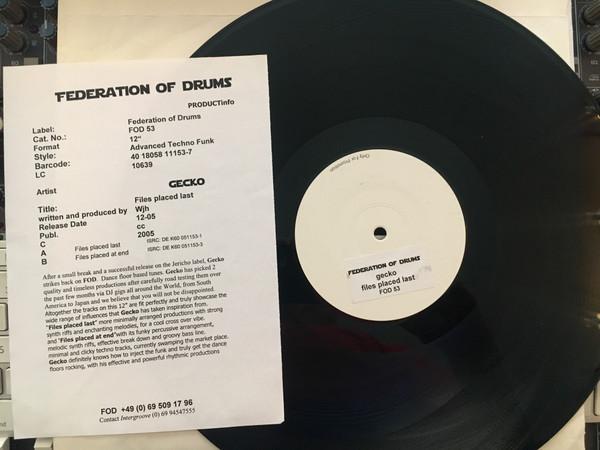 FEDERATION OF DRUMS
PRODUCTinfo
Label: Federation of Drums
Cat. No.: FOD 53
Format 12"
Style: Advanced Techno Funk
Barcode: 40 18058 11153-7
LC 10639
Artist GECKO
Title: Files placed last
written and produced by Wjh
Release Date 12-05
Publ. cc
C 2005
A Files placed last ISRC: DE K60 051153-1
B Files placed at end ISRC: DE K60 051153-3
After a small break and a successful release on the Jericho label, Gecko
strikes back on FOD. Dance floor based tunes. Gecko has picked 2
quality and timeless productions after carefully road testing them over
the past few months via DJ gigs all around the World, from South
America to Japan and we believe that you will not be disappointed.
Altogether the tracks on this 12" are fit perfectly and truly showcase the
wide range of influences that Gecko has taken inspiration from.
"Files placed last" more minimally arranged productions with strong
synth riffs and enchanting melodies, for a cool cross over vibe.
and "Files placed at end"with its funky percussive arrangement,
melodic synth riffs, effective break down and groovy bass line.
minimal and clicky techno tracks, currently swamping the market place.
Gecko definitely knows how to inject the funk and truly get the dance
floors rocking, with his effective and powerful rhythmic productions
FOD +49 (0) 69 509 17 96
Contact Intergroove (0) 69 94547555
Only For Promotion
FEDERATION OF DRUMS
gecko
files placed last
FOD 53